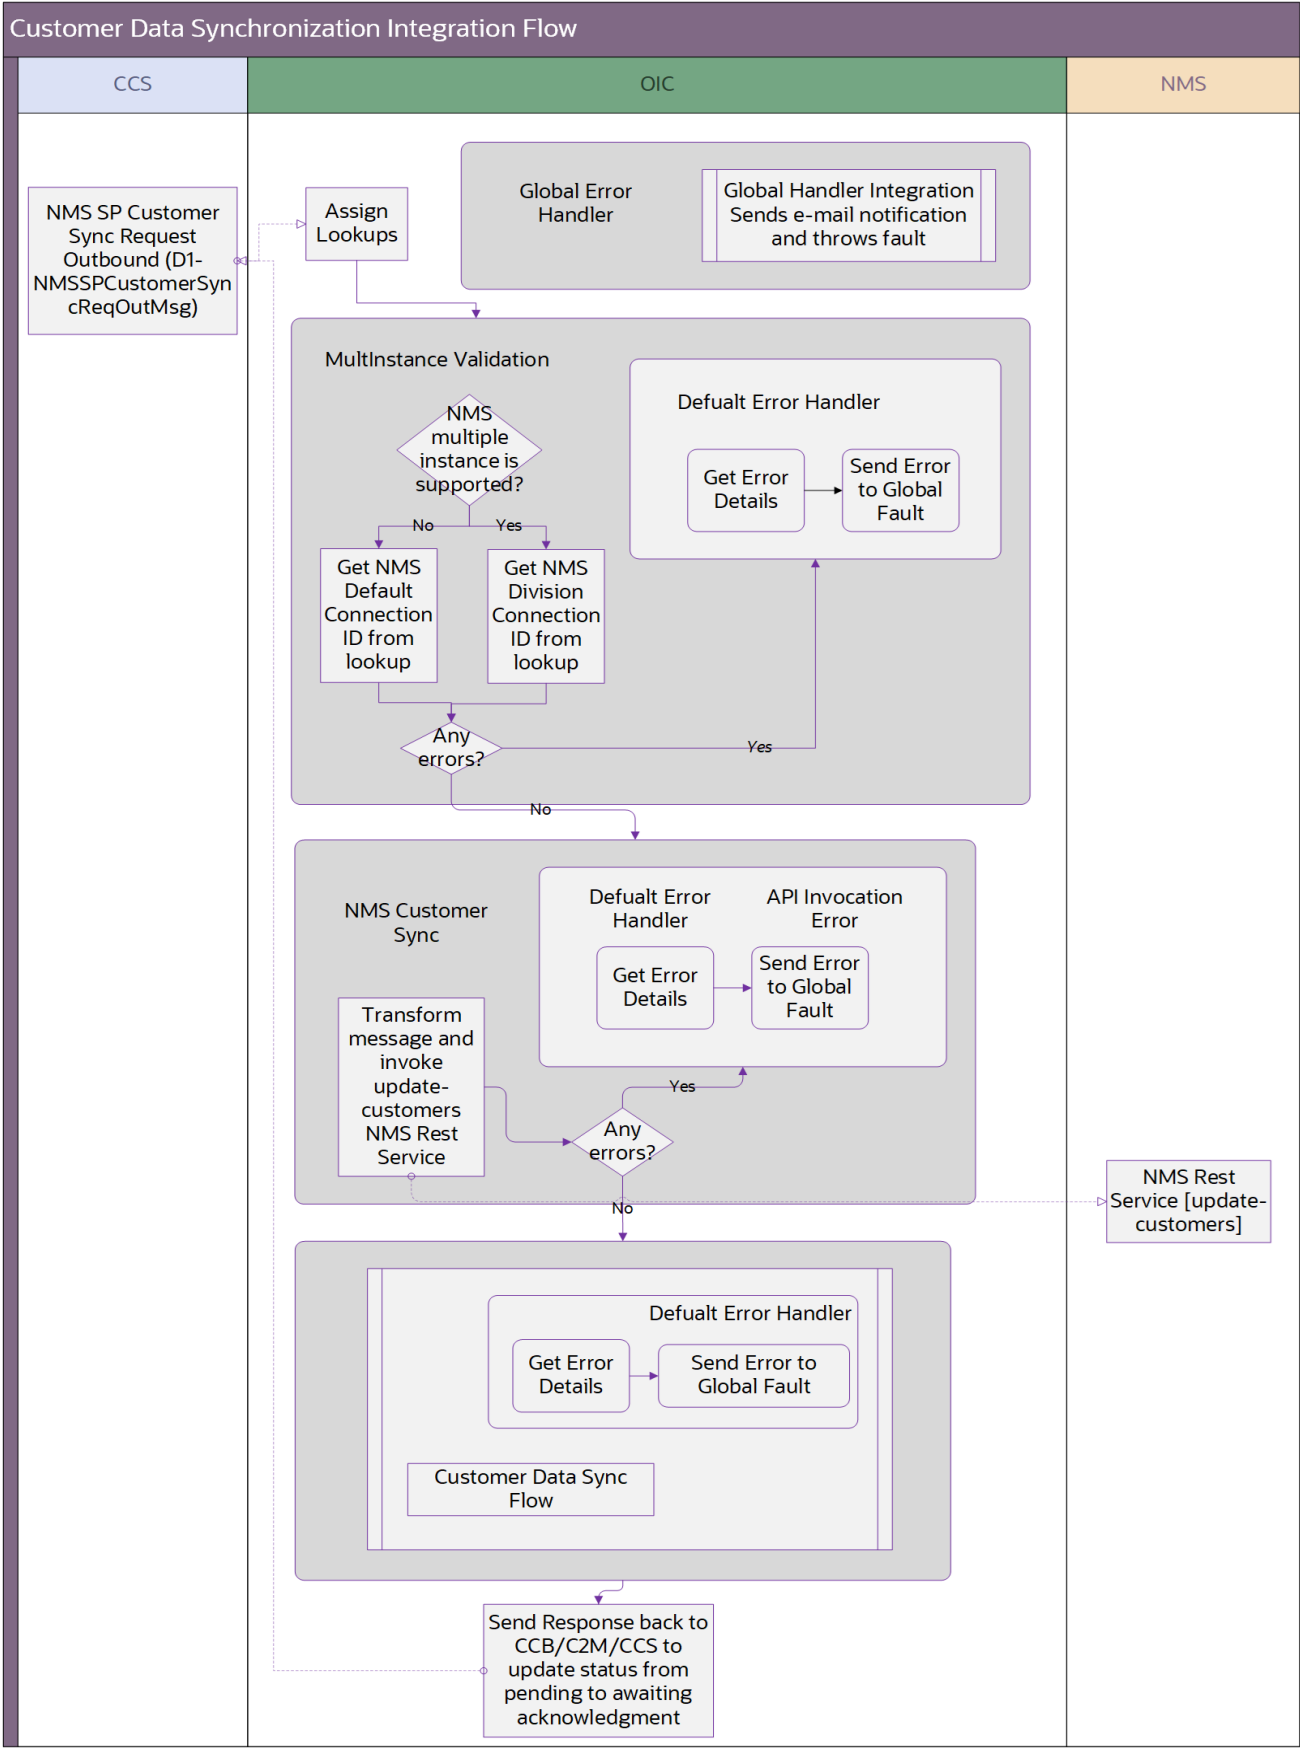 Customer Data Synchronization Integration Flow
CCS
OIC
NMS
NMS SP Customer
Sync Request
Outbound (D1-
NMSSPCustomerSyn
cReqOutMsg)
Assign
Lookups
Global Error
Handler
Global Handler Integration
Sends e-mail notification
and throws fault
MultInstance Validation
NMS
multiple
instance is
supported?
No
Yes
Get NMS
Default
Connection
ID from
lookup
Get NMS
Division
Connection
ID from
lookup
Any
errors?
Yes
Defualt Error Handler
Get Error
Details
Send Error
to Global
Fault
No
NMS Customer
Sync
Transform
message and
invoke
update-
customers
NMS Rest
Service
Defualt Error
Handler
API Invocation
Error
Get Error
Details
Send Error
to Global
Fault
Yes
Any
errors?
No
NMS Rest
Service [update-
customers]
Defualt Error Handler
Get Error
Details
Send Error to
Global Fault
Customer Data Sync
Flow
Send Response back to
CCB/C2M/CCS to
update status from
pending to awaiting
acknowledgment